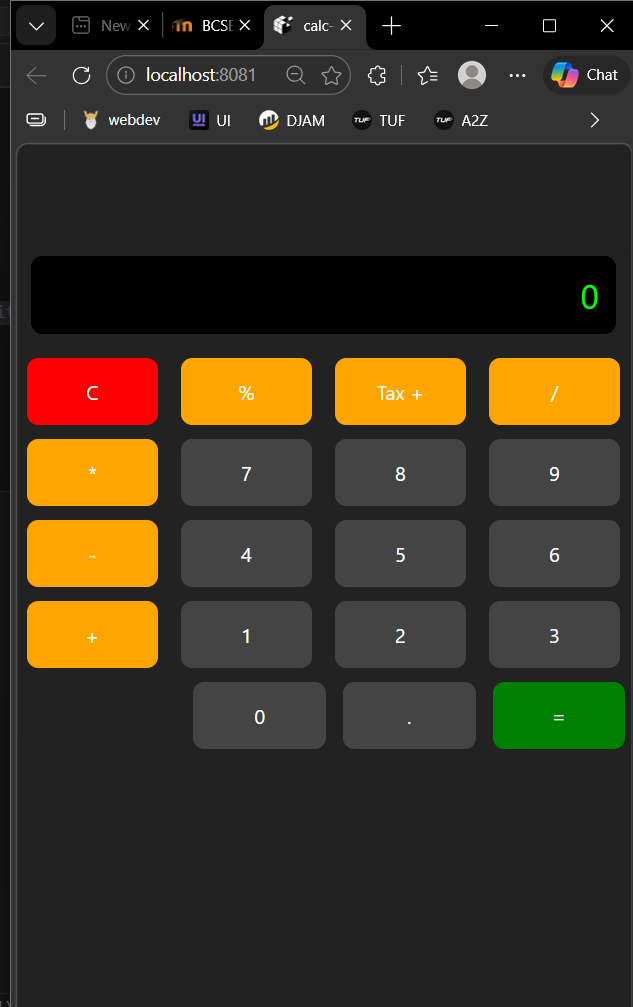 New
BCSE
calc-
localhost:8081
Chat
webdev
UI
DJAM
TUF
A2Z
0
C % Tax + /
* 7 8 9
- 4 5 6
+ 1 2 3
0 . =